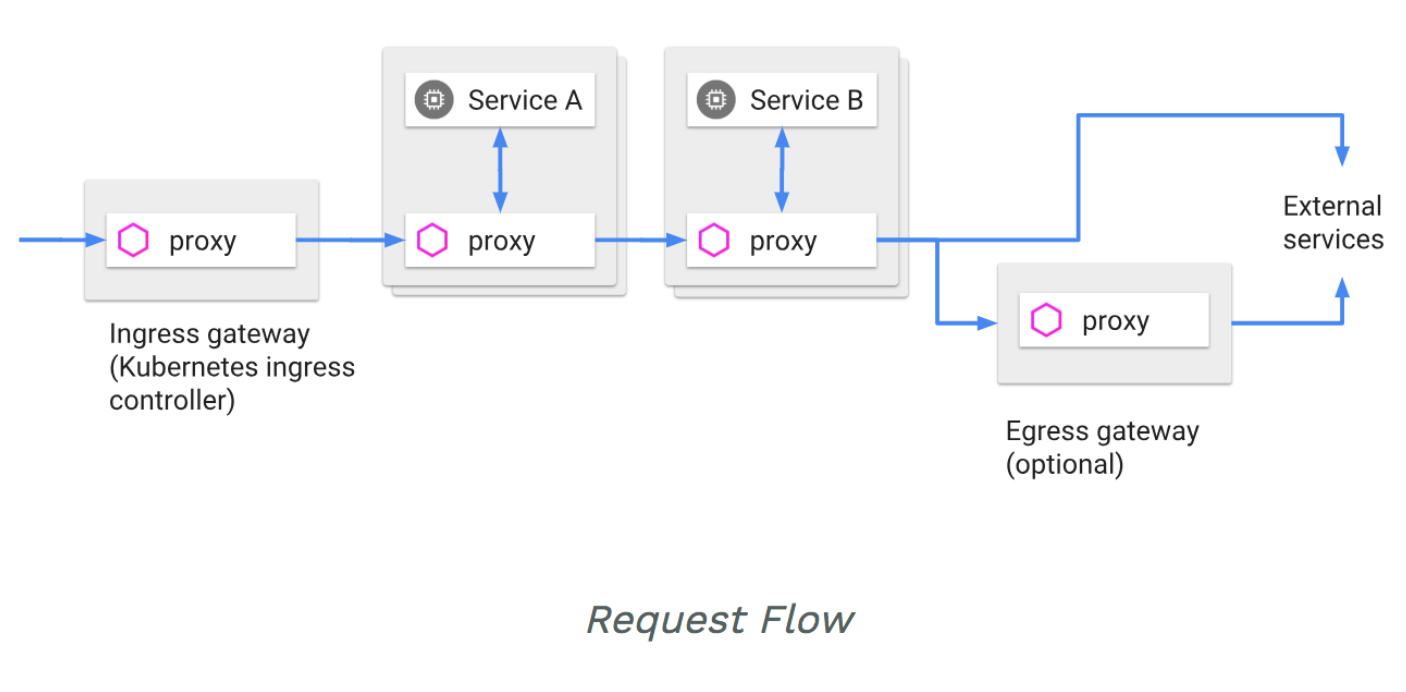 Service A
Service B
proxy
proxy
proxy
External
services
proxy
Ingress gateway
(Kubernetes ingress
controller)
Egress gateway
(optional)
Request Flow